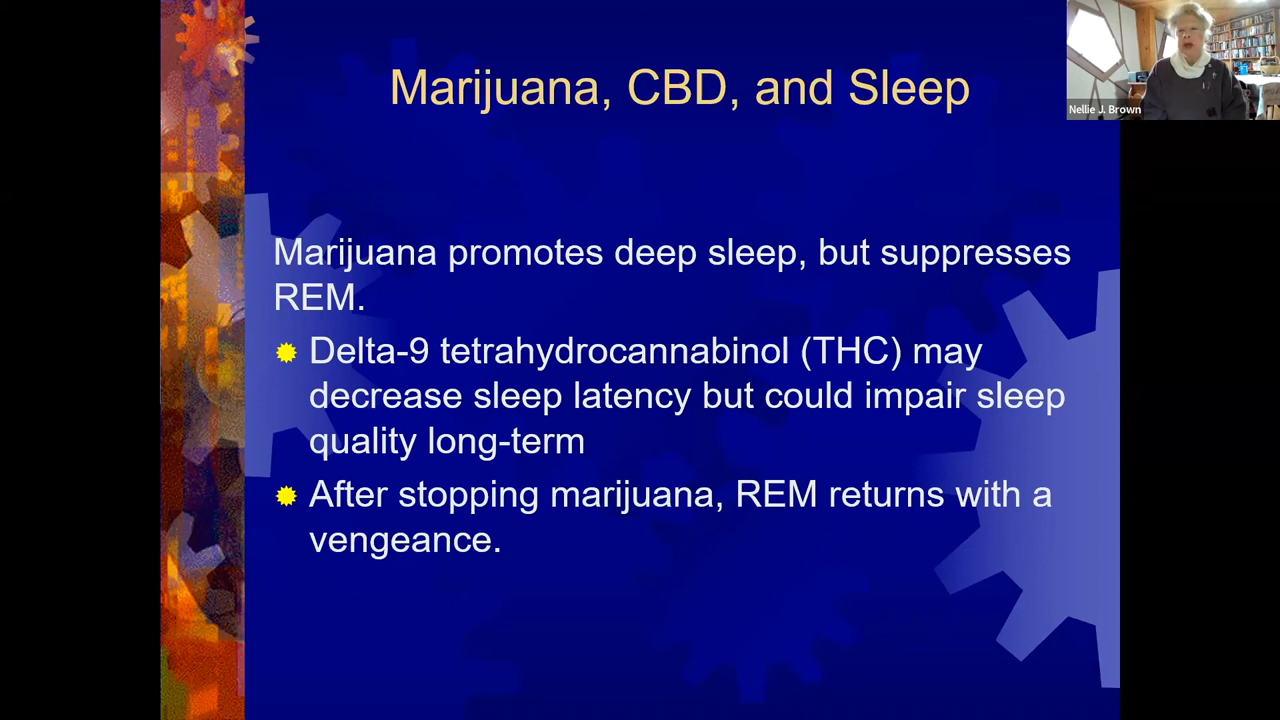 Marijuana, CBD, and Sleep
Nellie J. Brown
Marijuana promotes deep sleep, but suppresses
REM.
Delta-9 tetrahydrocannabinol (THC) may
decrease sleep latency but could impair sleep
quality long-term
After stopping marijuana, REM returns with a
vengeance.